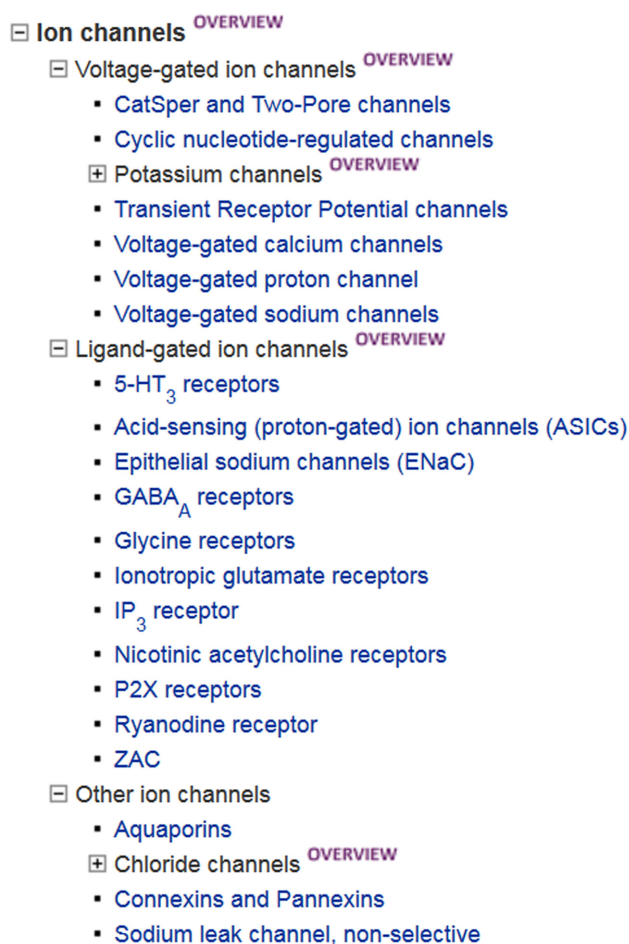 Ion channels OVERVIEW
Voltage-gated ion channels OVERVIEW
CatSper and Two-Pore channels
Cyclic nucleotide-regulated channels
Potassium channels OVERVIEW
Transient Receptor Potential channels
Voltage-gated calcium channels
Voltage-gated proton channel
Voltage-gated sodium channels
Ligand-gated ion channels OVERVIEW
5-HT3 receptors
Acid-sensing (proton-gated) ion channels (ASICs)
Epithelial sodium channels (ENaC)
GABAA receptors
Glycine receptors
Ionotropic glutamate receptors
IP3 receptor
Nicotinic acetylcholine receptors
P2X receptors
Ryanodine receptor
ZAC
Other ion channels
Aquaporins
Chloride channels OVERVIEW
Connexins and Pannexins
Sodium leak channel, non-selective